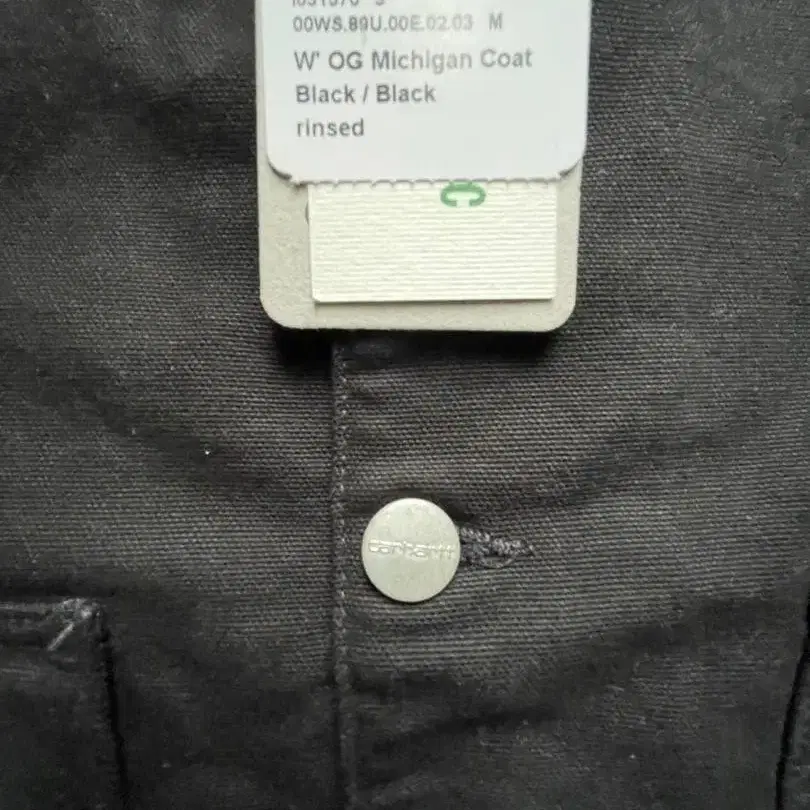 00WS.89U.00E.02.03 M
W' OG Michigan Coat
Black / Black
rinsed
C
carhartt